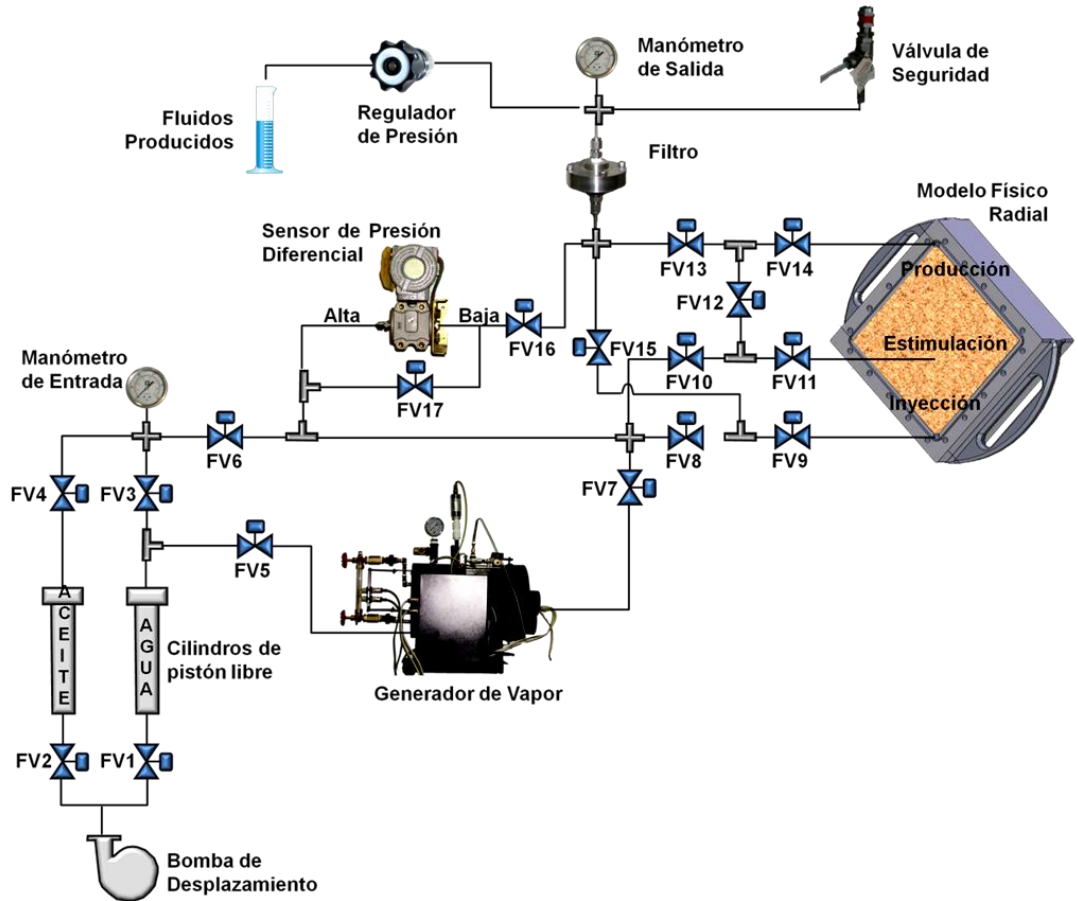 Manómetro
de Salida
Válvula de
Seguridad
Regulador
de Presión
Fluidos
Producidos
Filtro
Modelo Físico
Radial
Sensor de Presión
Diferencial
Alta
Baja
FV16
FV13
FV14
FV12
Producción
Estimulación
Inyección
FV15
FV10
FV11
Manómetro
de Entrada
FV17
FV6
FV8
FV9
FV4
FV3
FV7
FV5
ACEITE
AGUA
Cilindros de
pistón libre
Generador de Vapor
FV2
FV1
Bomba de
Desplazamiento